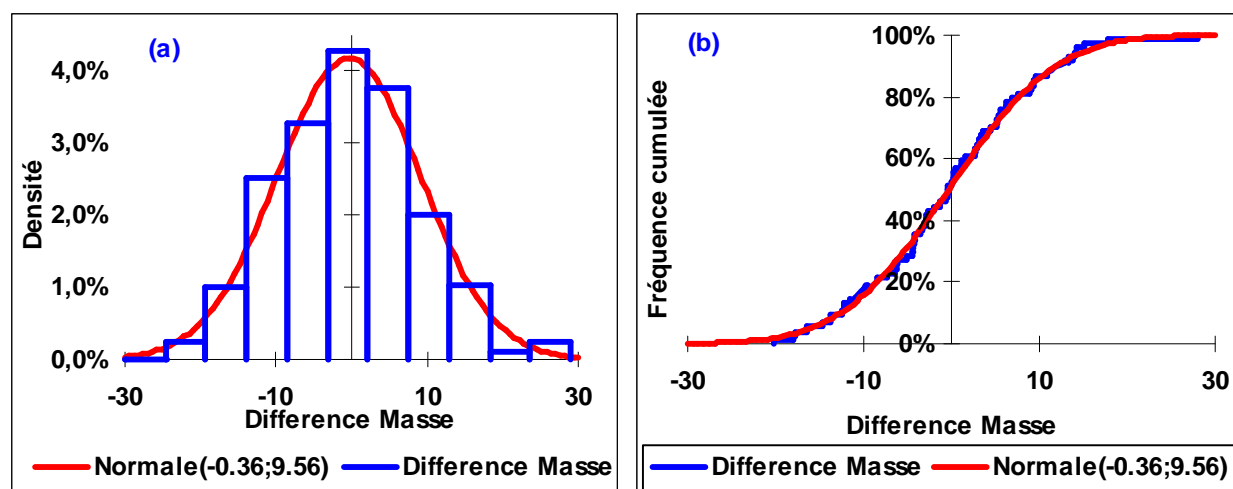 (a)
Densité
4,0%
3,0%
2,0%
1,0%
0,0%
-30 -10 10 30
Difference Masse
Normale(-0.36;9.56) Difference Masse
(b)
Fréquence cumulée
100%
80%
60%
40%
20%
0%
-30 -10 10 30
Difference Masse
Difference Masse Normale(-0.36;9.56)